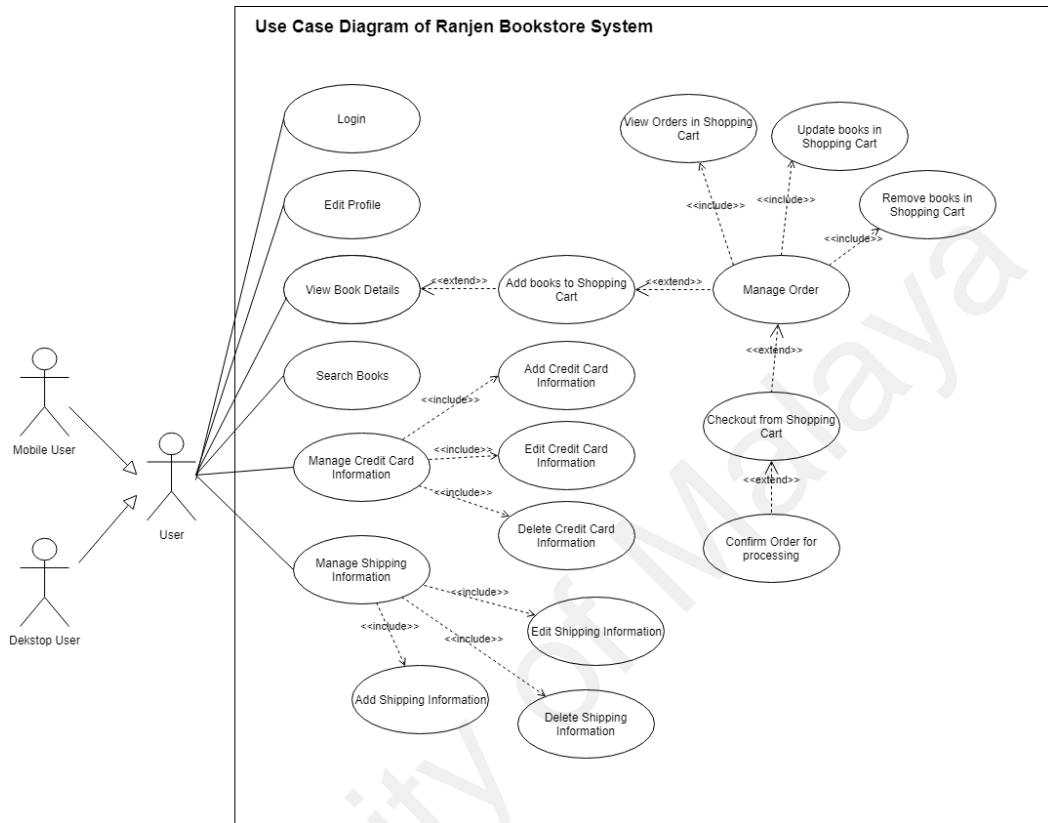 Use Case Diagram of Ranjen Bookstore System
Login
View Orders in Shopping
Cart
Update books in
Shopping Cart
Edit Profile
Remove books in
Shopping Cart
<<include>>
<<include>>
<<include>>
View Book Details
<<extend>>
Add books to Shopping
Cart
<<extend>>
Manage Order
Search Books
Add Credit Card
Information
<<extend>>
<<include>>
Mobile User
Checkout from Shopping
Cart
Manage Credit Card
Information
<<include>>
Edit Credit Card
Information
<<extend>>
<<include>>
User
Delete Credit Card
Information
Confirm Order for
processing
Manage Shipping
Information
<<include>>
<<include>>
<<include>>
Edit Shipping Information
Dekstop User
Add Shipping Information
Delete Shipping
Information
ity of Malaya